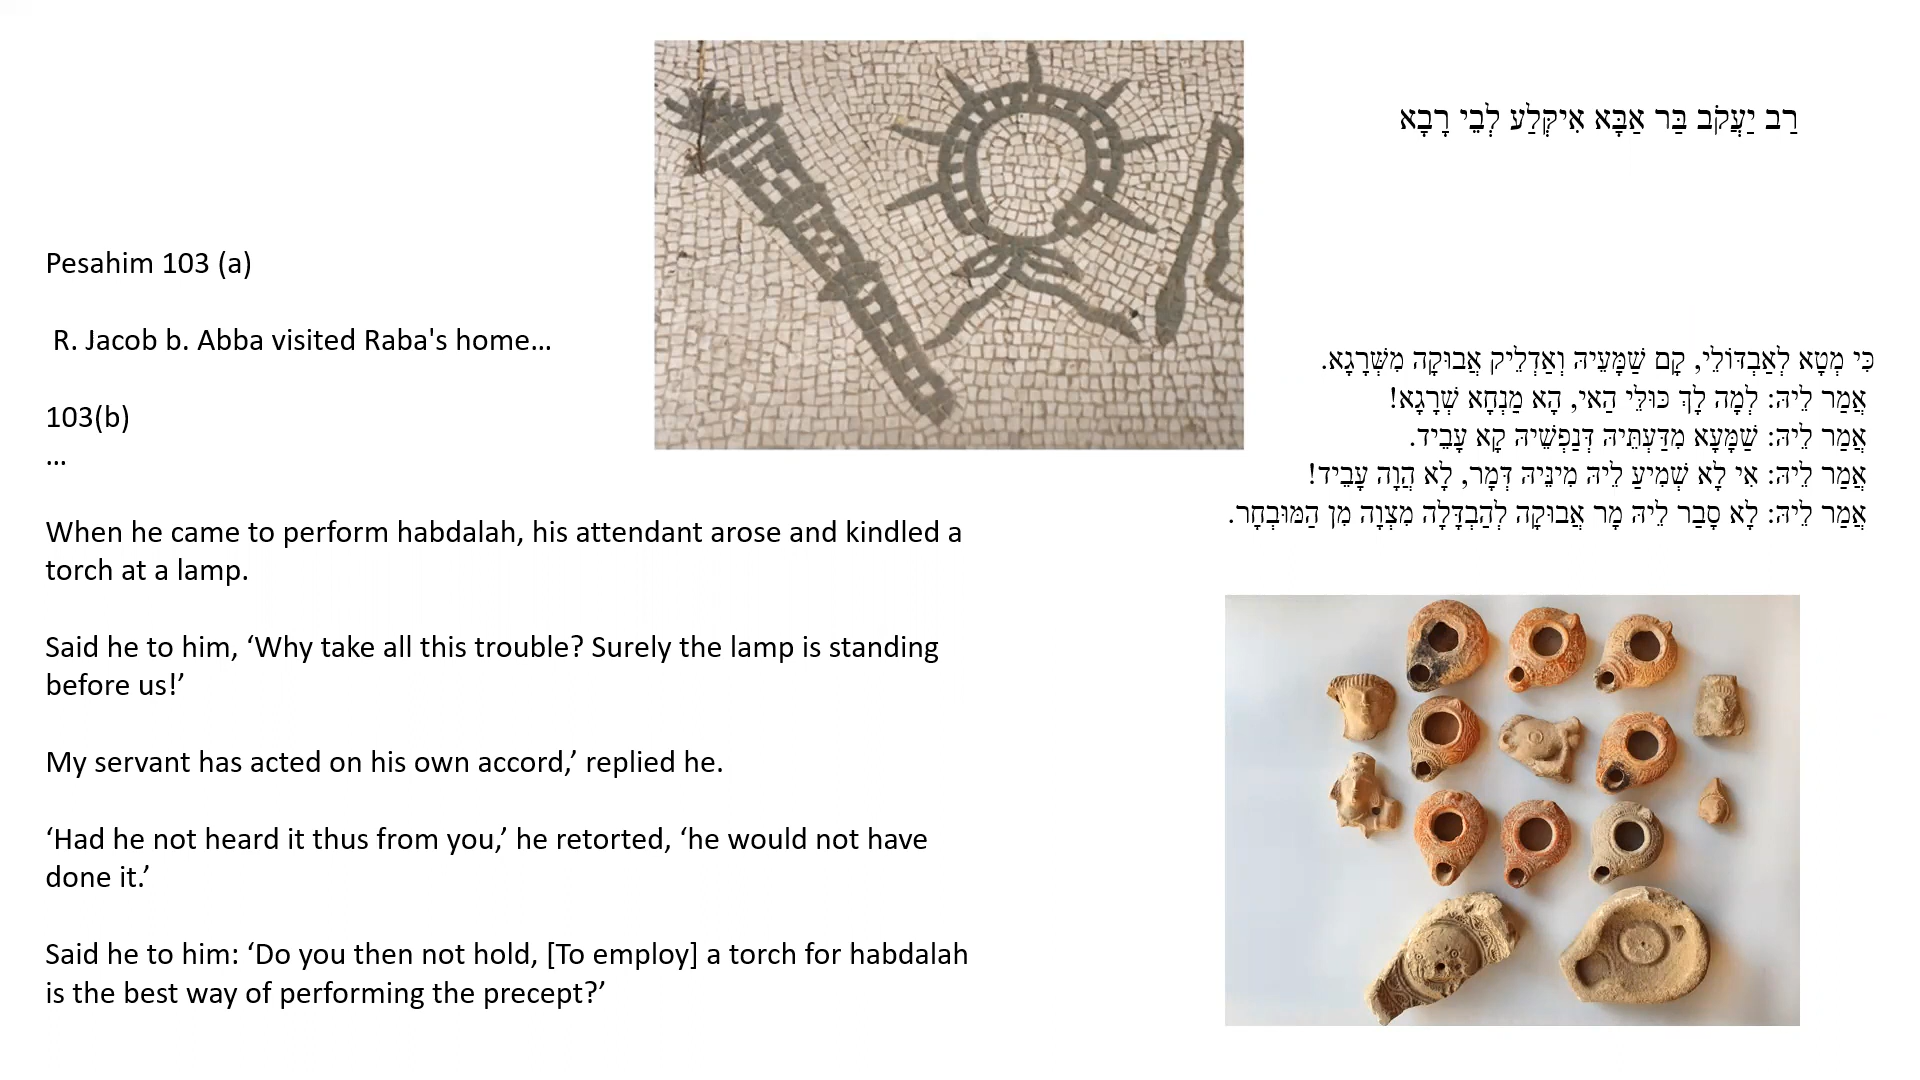 Pesahim 103 (a)
R. Jacob b. Abba visited Raba's home…
103(b)
…
When he came to perform habdalah, his attendant arose and kindled a
torch at a lamp.
Said he to him, ‘Why take all this trouble? Surely the lamp is standing
before us!’
My servant has acted on his own accord,’ replied he.
‘Had he not heard it thus from you,’ he retorted, ‘he would not have
done it.’
Said he to him: ‘Do you then not hold, [To employ] a torch for habdalah
is the best way of performing the precept?’
רַב יַעֲקֹב בַּר אַבָּא אִיקְּלַע לְבֵי רָבָא
כִּי מְטָא לְאַבְדּוֹלֵי, קָם שַׁמָּעֵיהּ וְאַדְלֵיק אֲבוּקָה מִשְּׁרָגָא.
אֲמַר לֵיהּ: לְמָה לָךְ כּוּלֵּי הַאי, הָא מַנְחָא שְׁרָגָא!
אֲמַר לֵיהּ: שַׁמָּעָא מִדַּעְתֵּיהּ דְּנַפְשֵׁיהּ קָא עָבֵיד.
אֲמַר לֵיהּ: אִי לָא שְׁמִיעַ לֵיהּ מִינֵּיהּ דְּמָר, לָא הֲוָה עָבֵיד!
אֲמַר לֵיהּ: לָא סָבַר לֵיהּ מָר אֲבוּקָה לְהַבְדָּלָה מִצְוָה מִן הַמּוּבְחָר.